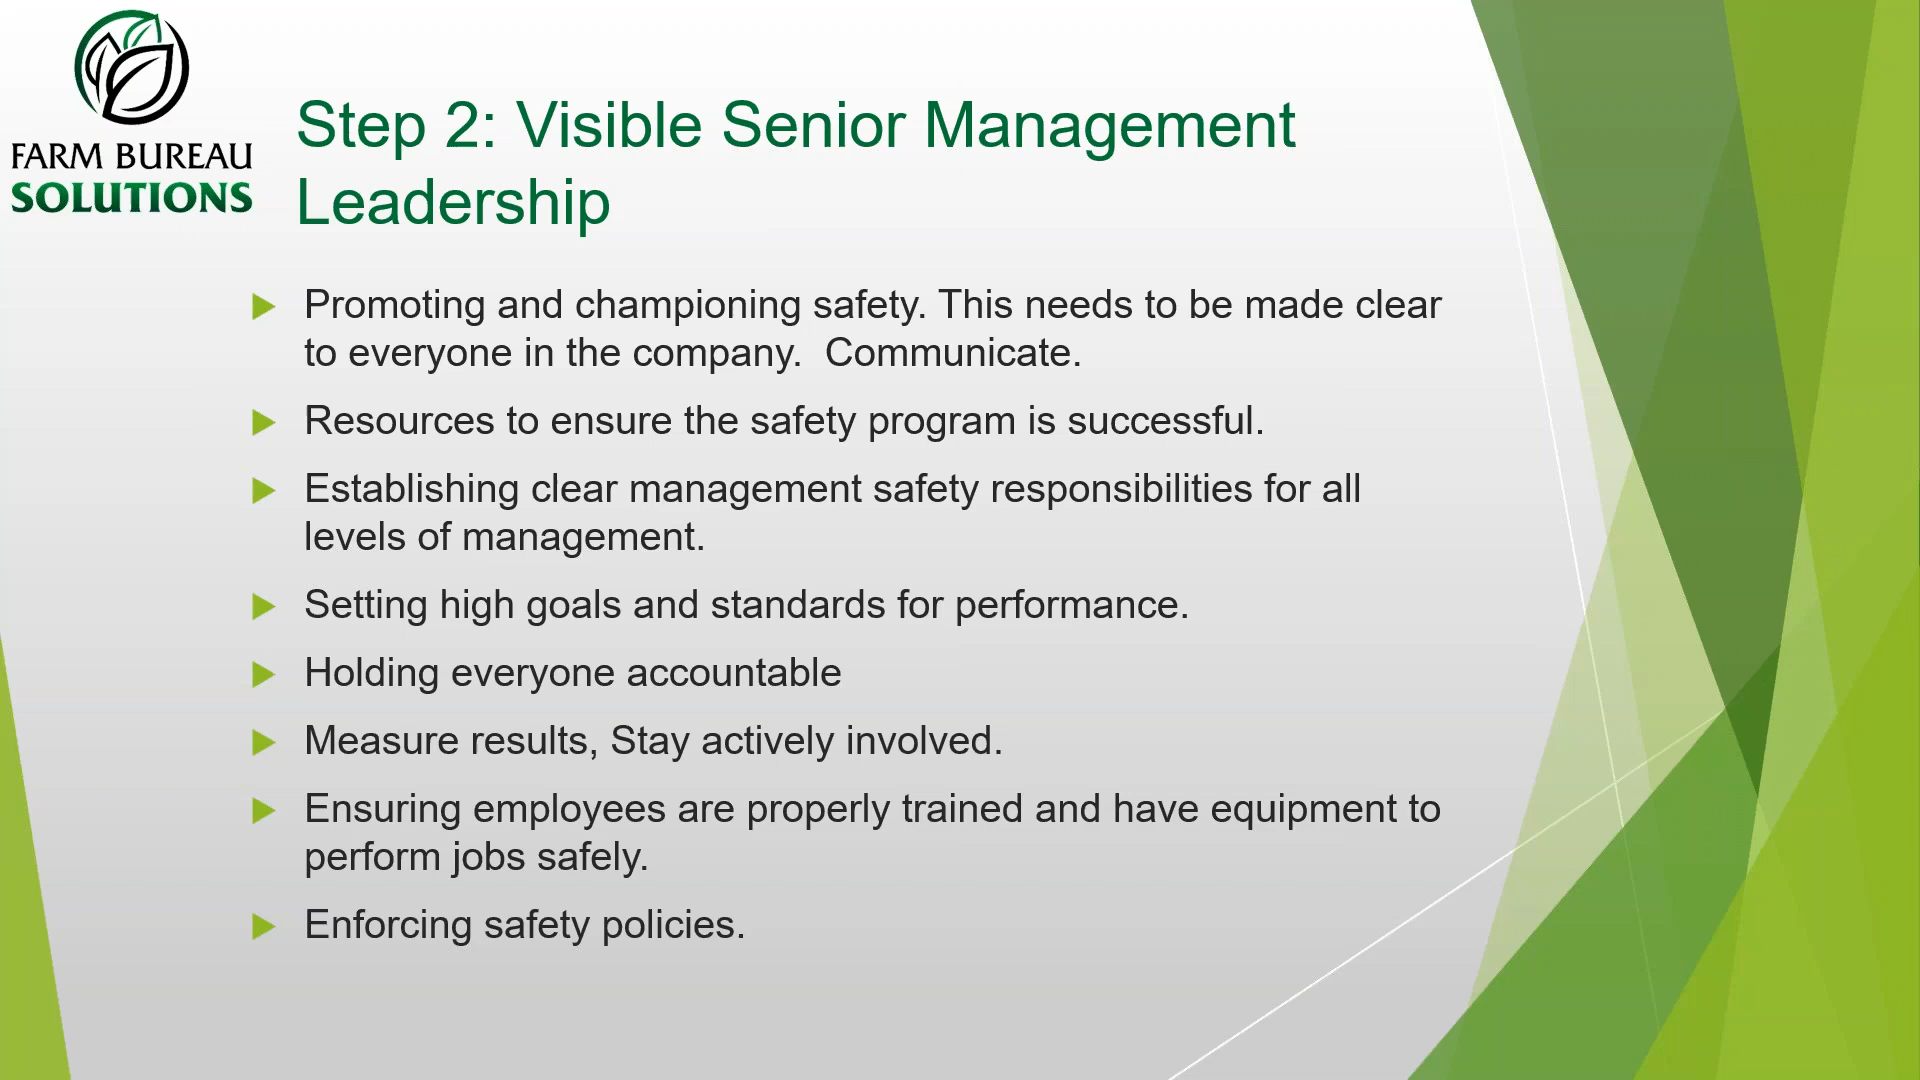 FARM BUREAU
SOLUTIONS
Step 2: Visible Senior Management
Leadership
Promoting and championing safety. This needs to be made clear
to everyone in the company.  Communicate.
Resources to ensure the safety program is successful.
Establishing clear management safety responsibilities for all
levels of management.
Setting high goals and standards for performance.
Holding everyone accountable
Measure results, Stay actively involved.
Ensuring employees are properly trained and have equipment to
perform jobs safely.
Enforcing safety policies.